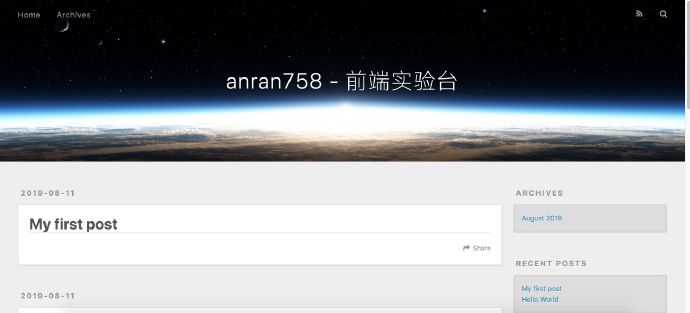 Home Archives
anran758 - 前端实验台
2019-08-11
My first post
Share
2019-08-11
ARCHIVES
August 2019
RECENT POSTS
My first post
Hello World